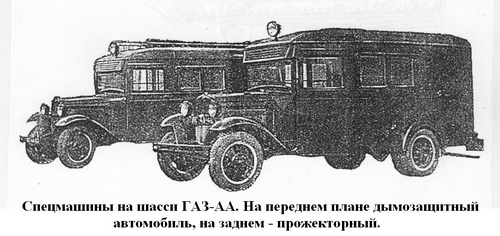 Спецмашины на шасси ГАЗ-АА. На переднем плане дымозащитный
автомобиль, на заднем - прожекторный.